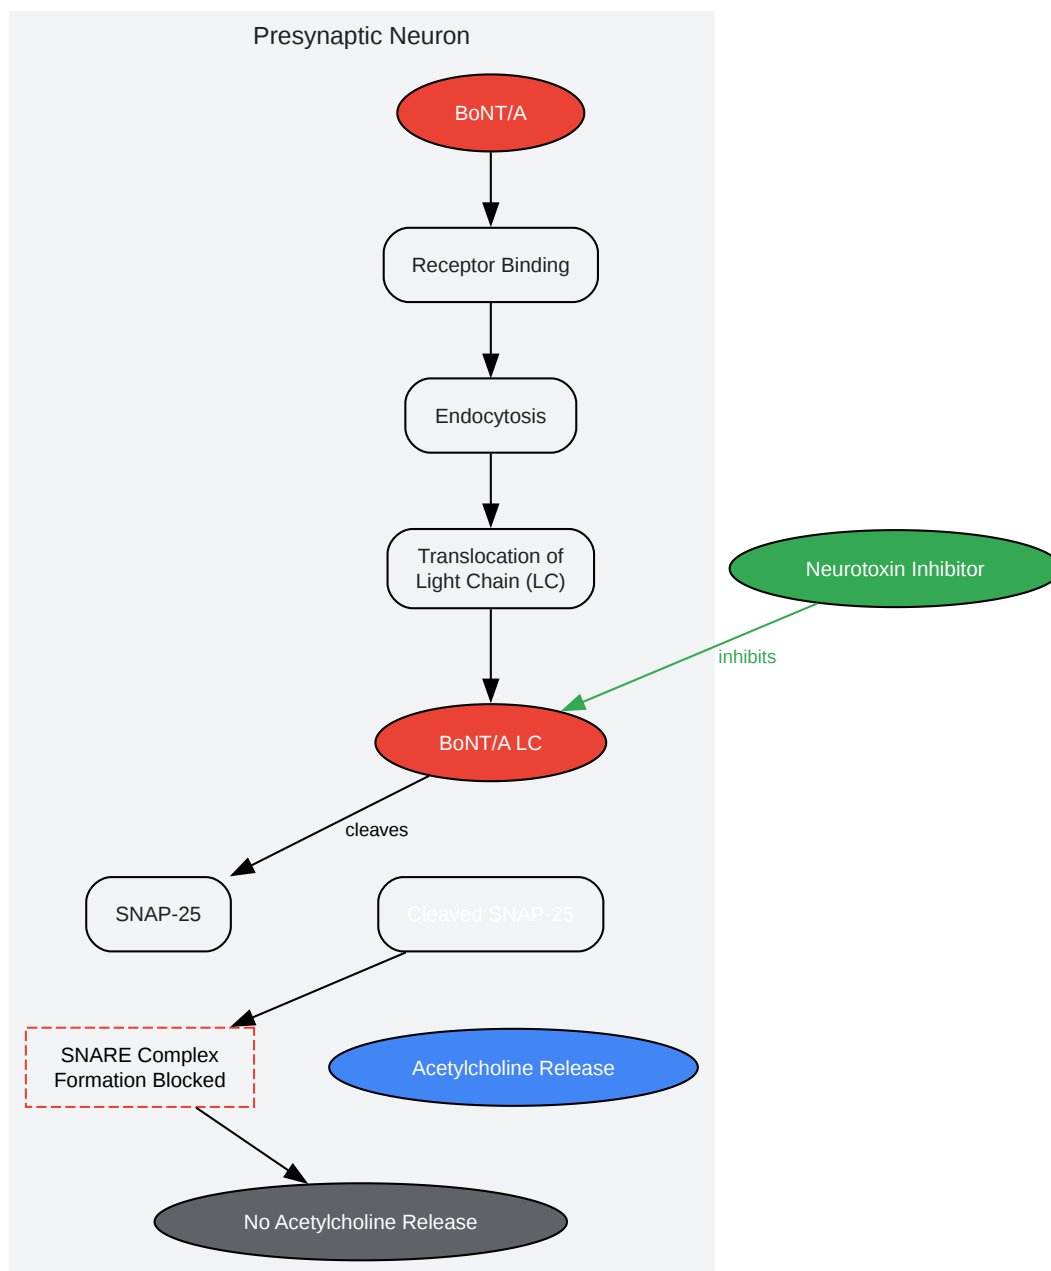 Presynaptic Neuron
BoNT/A
Receptor Binding
Endocytosis
Translocation of
Light Chain (LC)
Neurotoxin Inhibitor
inhibits
BoNT/A LC
cleaves
SNAP-25
Cleaved SNAP-25
SNARE Complex
Formation Blocked
Acetylcholine Release
No Acetylcholine Release